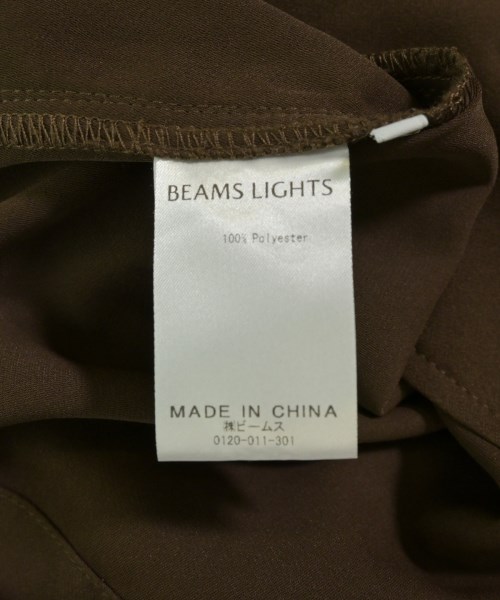 BEAMS LIGHTS
100% Polyester
MADE IN CHINA
㈱ビームス
0120-011-301